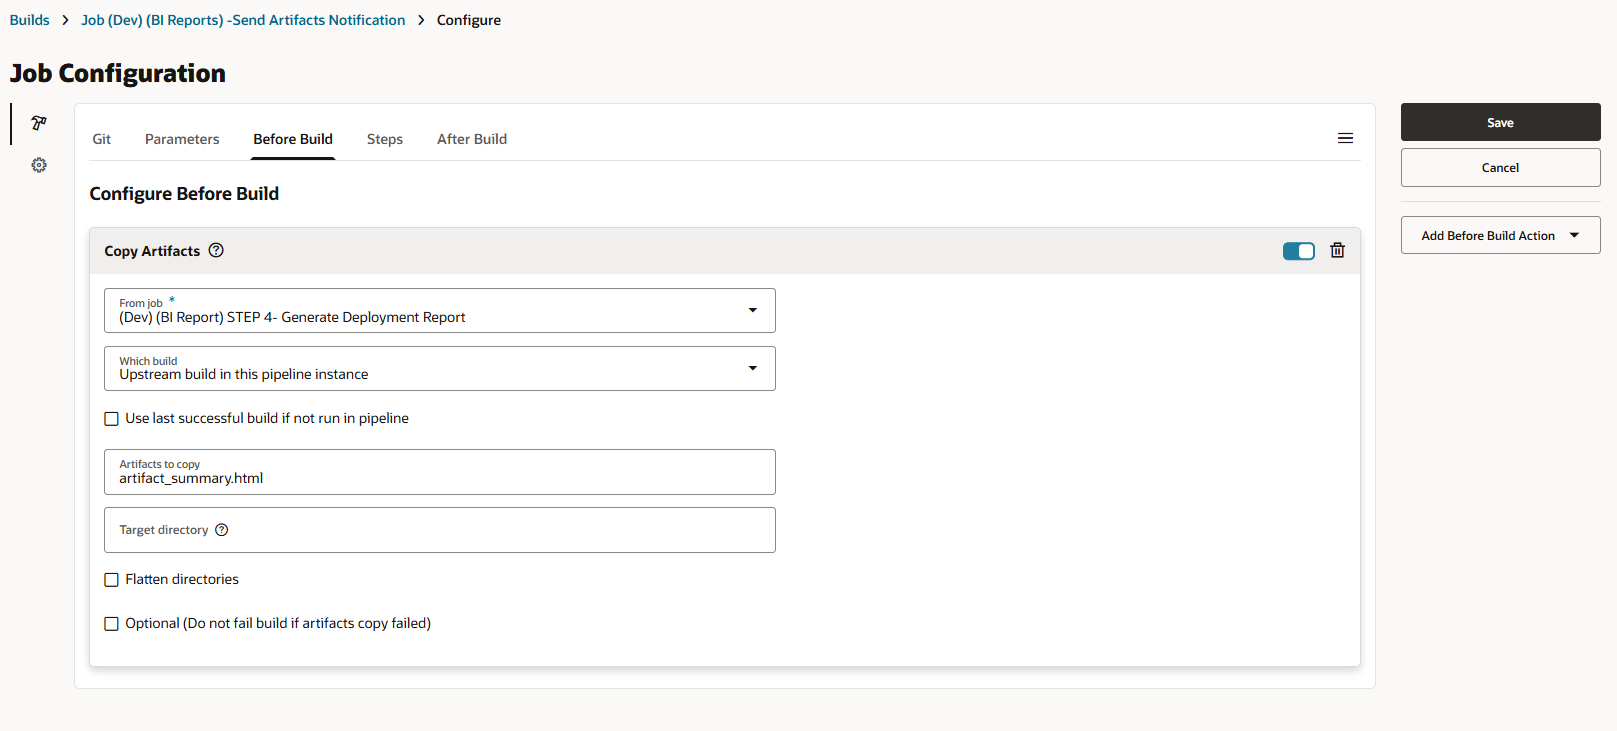 Builds > Job (Dev) (BI Reports) -Send Artifacts Notification > Configure
Job Configuration
Git Parameters Before Build Steps After Build
Save
Cancel
Add Before Build Action
Configure Before Build
Copy Artifacts ?
From job *
(Dev) (BI Report) STEP 4- Generate Deployment Report
Which build
Upstream build in this pipeline instance
Use last successful build if not run in pipeline
Artifacts to copy
artifact_summary.html
Target directory ?
Flatten directories
Optional (Do not fail build if artifacts copy failed)